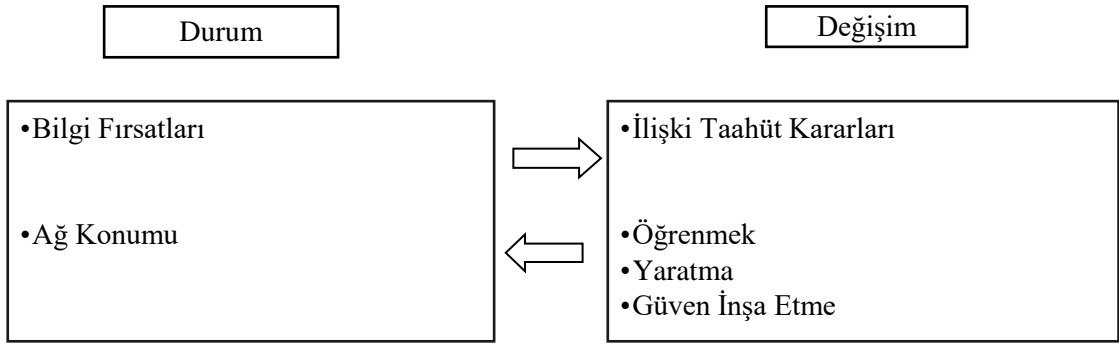 Durum
Değişim
•Bilgi Fırsatları
•Ağ Konumu
•İlişki Taahüt Kararları
•Öğrenmek
•Yaratma
•Güven İnşa Etme